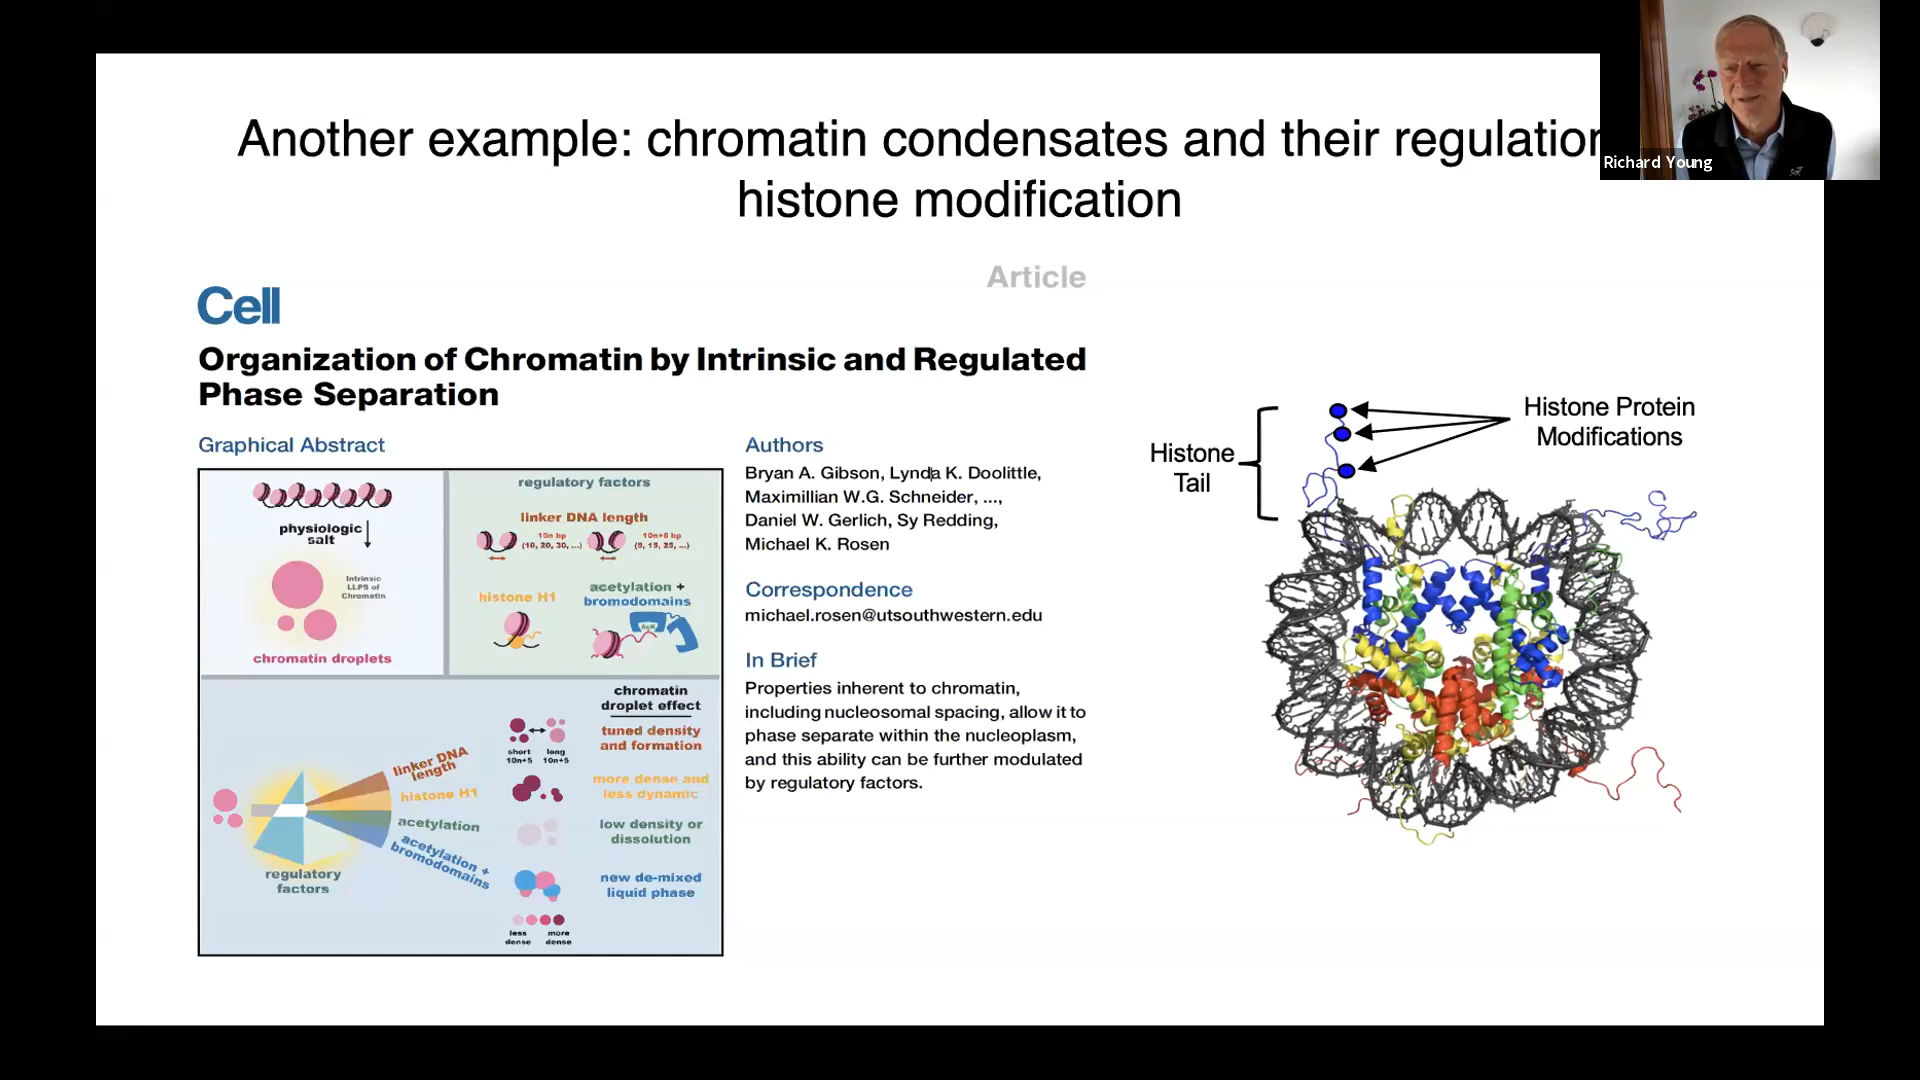 Another example: chromatin condensates and their regulation
histone modification
Richard Young
Article
Cell
Organization of Chromatin by Intrinsic and Regulated
Phase Separation
Graphical Abstract
physiologic
salt
Intrinsic
LLPS of
Chromatin
chromatin droplets
regulatory factors
linker DNA length
10n bp
(10, 20, 30, ...)
10n+5 bp
(5, 15, 25, ...)
histone H1
acetylation +
bromodomains
AcK
chromatin
droplet effect
short
10n+5
long
10n+5
tuned density
and formation
more dense and
less dynamic
low density or
dissolution
new de-mixed
liquid phase
less
dense
more
dense
linker DNA
length
histone H1
acetylation
acetylation +
bromodomains
regulatory
factors
Authors
Bryan A. Gibson, Lynda K. Doolittle,
Maximillian W.G. Schneider, ...,
Daniel W. Gerlich, Sy Redding,
Michael K. Rosen
Correspondence
michael.rosen@utsouthwestern.edu
In Brief
Properties inherent to chromatin,
including nucleosomal spacing, allow it to
phase separate within the nucleoplasm,
and this ability can be further modulated
by regulatory factors.
Histone
Tail
Histone Protein
Modifications